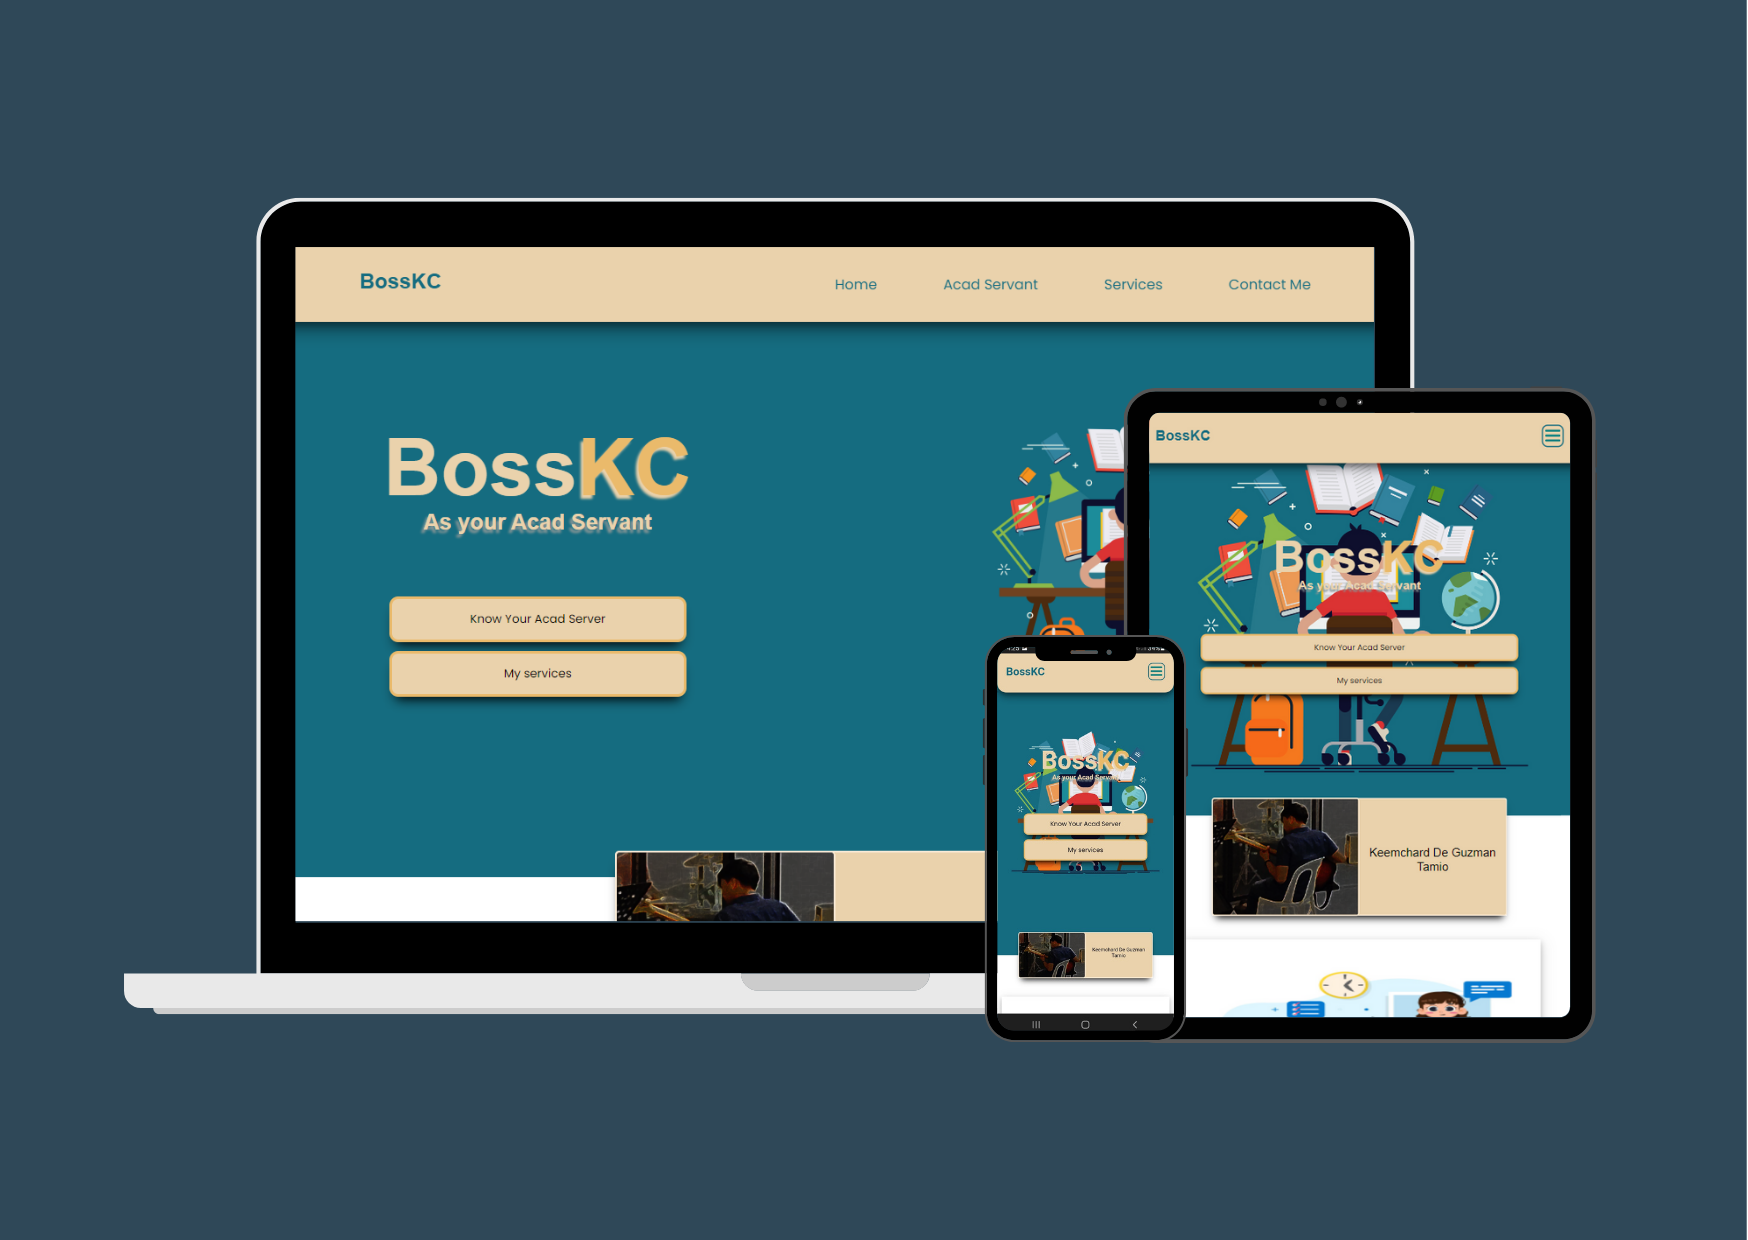 BossKC
Home
Acad Servant
Services
Contact Me
BossKC
As your Acad Servant
Know Your Acad Server
My services
BossKC
BossKC
As your Acad Servant
Know Your Acad Server
My services
Keemchard De Guzman
Tamio
BossKC
BossKC
As your Acad Servant
Know Your Acad Server
My services
Keemchard De Guzman
Tamio